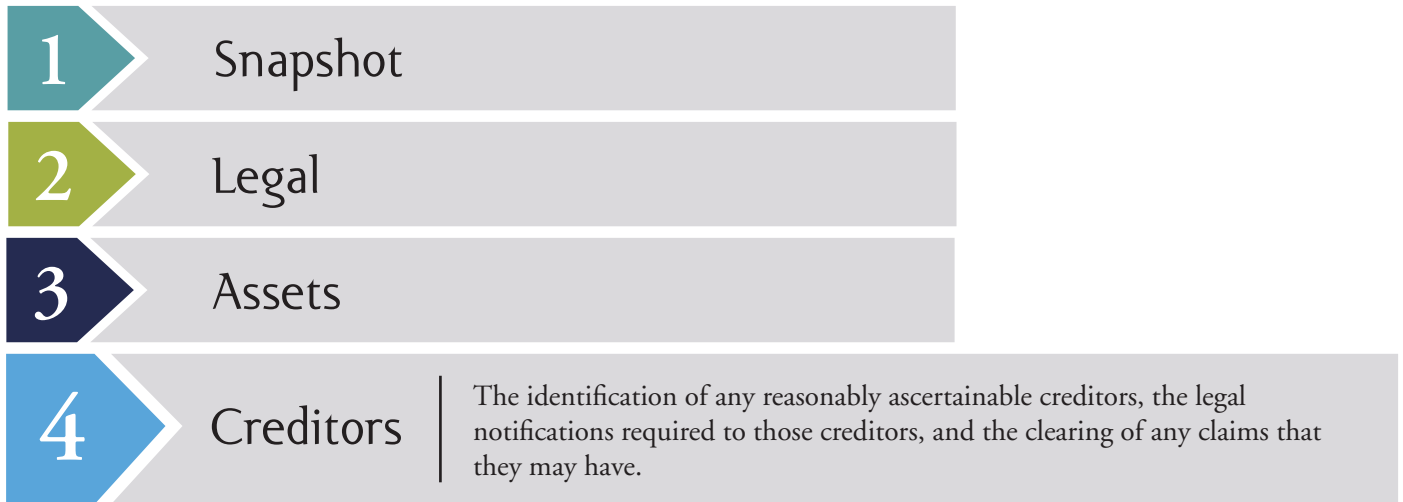 1 Snapshot
2 Legal
3 Assets
4 Creditors
The identification of any reasonably ascertainable creditors, the legal
notifications required to those creditors, and the clearing of any claims that
they may have.